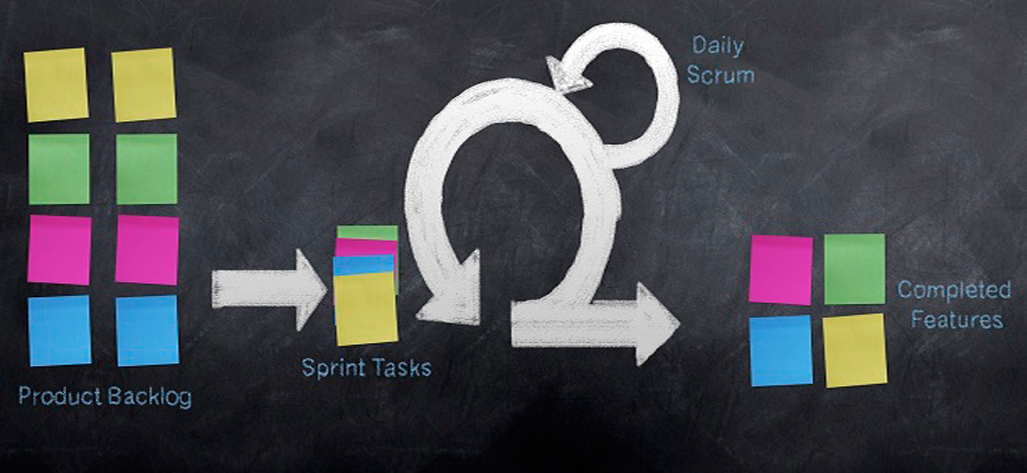 Daily
Scrum
Completed
Features
Sprint Tasks
Product Backlog